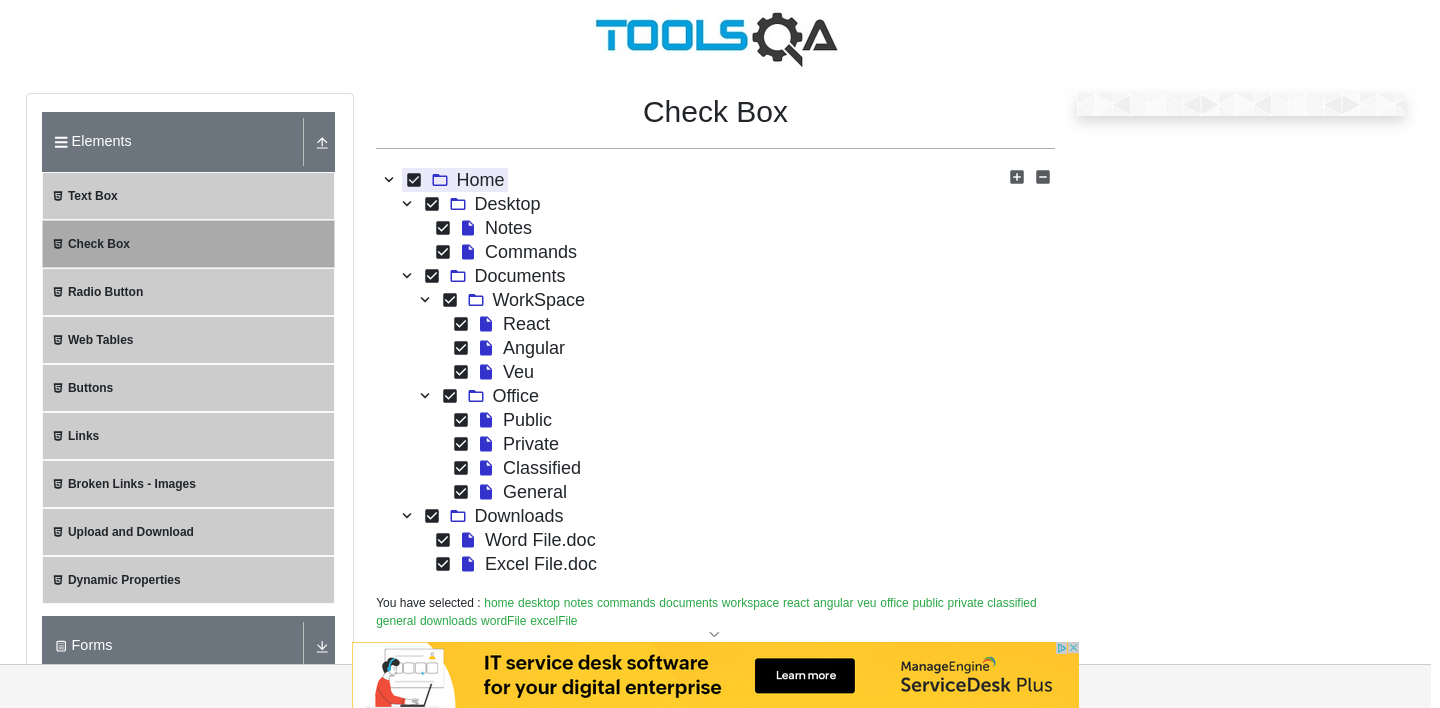 TOOLSQA
Elements
Text Box
Check Box
Radio Button
Web Tables
Buttons
Links
Broken Links - Images
Upload and Download
Dynamic Properties
Forms
Check Box
Home
Desktop
Notes
Commands
Documents
WorkSpace
React
Angular
Veu
Office
Public
Private
Classified
General
Downloads
Word File.doc
Excel File.doc
You have selected : home desktop notes commands documents workspace react angular veu office public private classified
general downloads wordFile excelFile
IT service desk software
for your digital enterprise
Learn more
ManageEngine
ServiceDesk Plus